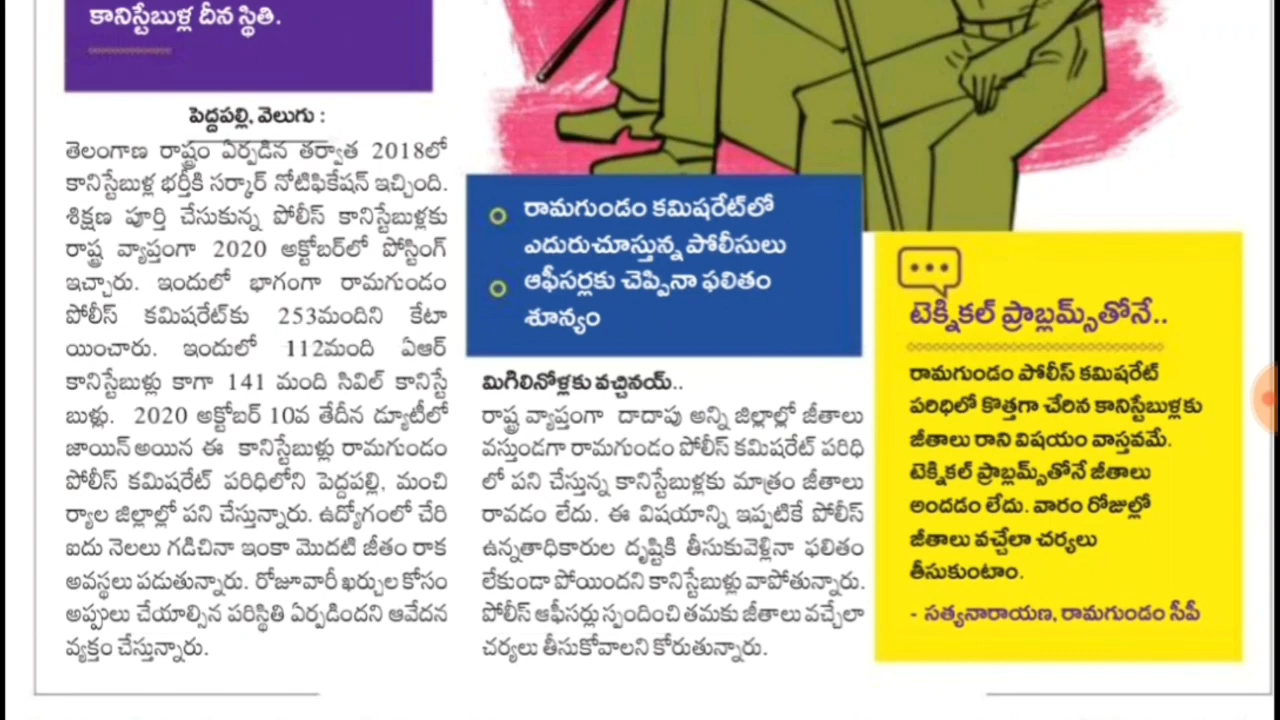 కానిస్టేబుళ్ల దీన స్థితి.
పెద్దపల్లి, వెలుగు :
తెలంగాణ రాష్ట్రం ఏర్పడిన తర్వాత 2018లో
కానిస్టేబుళ్ల భర్తీకి సర్కార్ నోటిఫికేషన్ ఇచ్చింది.
శిక్షణ పూర్తి చేసుకున్న పోలీస్ కానిస్టేబుళ్లకు
రాష్ట్ర వ్యాప్తంగా 2020 అక్టోబర్‌లో పోస్టింగ్
ఇచ్చారు. ఇందులో భాగంగా రామగుండం
పోలీస్ కమిషరేట్‌కు 253మందిని కేటా
యించారు. ఇందులో 112మంది ఏఆర్
కానిస్టేబుళ్లు కాగా 141 మంది సివిల్ కానిస్టే
బుళ్లు. 2020 అక్టోబర్ 10వ తేదీన డ్యూటీలో
జాయిన్ అయిన ఈ కానిస్టేబుళ్లు రామగుండం
పోలీస్ కమిషరేట్ పరిధిలోని పెద్దపల్లి, మంచి
ర్యాల జిల్లాల్లో పని చేస్తున్నారు. ఉద్యోగంలో చేరి
ఐదు నెలలు గడిచినా ఇంకా మొదటి జీతం రాక
అవస్థలు పడుతున్నారు. రోజూవారీ ఖర్చుల కోసం
అప్పులు చేయాల్సిన పరిస్థితి ఏర్పడిందని ఆవేదన
వ్యక్తం చేస్తున్నారు.
రామగుండం కమిషరేట్‌లో
ఎదురుచూస్తున్న పోలీసులు
ఆఫీసర్లకు చెప్పినా ఫలితం
శూన్యం
మిగిలినోళ్లకు వచ్చినయ్..
రాష్ట్ర వ్యాప్తంగా దాదాపు అన్ని జిల్లాల్లో జీతాలు
వస్తుండగా రామగుండం పోలీస్ కమిషరేట్ పరిధి
లో పని చేస్తున్న కానిస్టేబుళ్లకు మాత్రం జీతాలు
రావడం లేదు. ఈ విషయాన్ని ఇప్పటికే పోలీస్
ఉన్నతాధికారుల దృష్టికి తీసుకువెళ్లినా ఫలితం
లేకుండా పోయిందని కానిస్టేబుళ్లు వాపోతున్నారు.
పోలీస్ ఆఫీసర్లు స్పందించి తమకు జీతాలు వచ్చేలా
చర్యలు తీసుకోవాలని కోరుతున్నారు.
టెక్నికల్ ప్రాబ్లమ్స్‌తోనే..
రామగుండం పోలీస్ కమిషరేట్
పరిధిలో కొత్తగా చేరిన కానిస్టేబుళ్లకు
జీతాలు రాని విషయం వాస్తవమే.
టెక్నికల్ ప్రాబ్లమ్స్‌తోనే జీతాలు
అందడం లేదు. వారం రోజుల్లో
జీతాలు వచ్చేలా చర్యలు
తీసుకుంటాం.
- సత్యనారాయణ, రామగుండం సీపీ